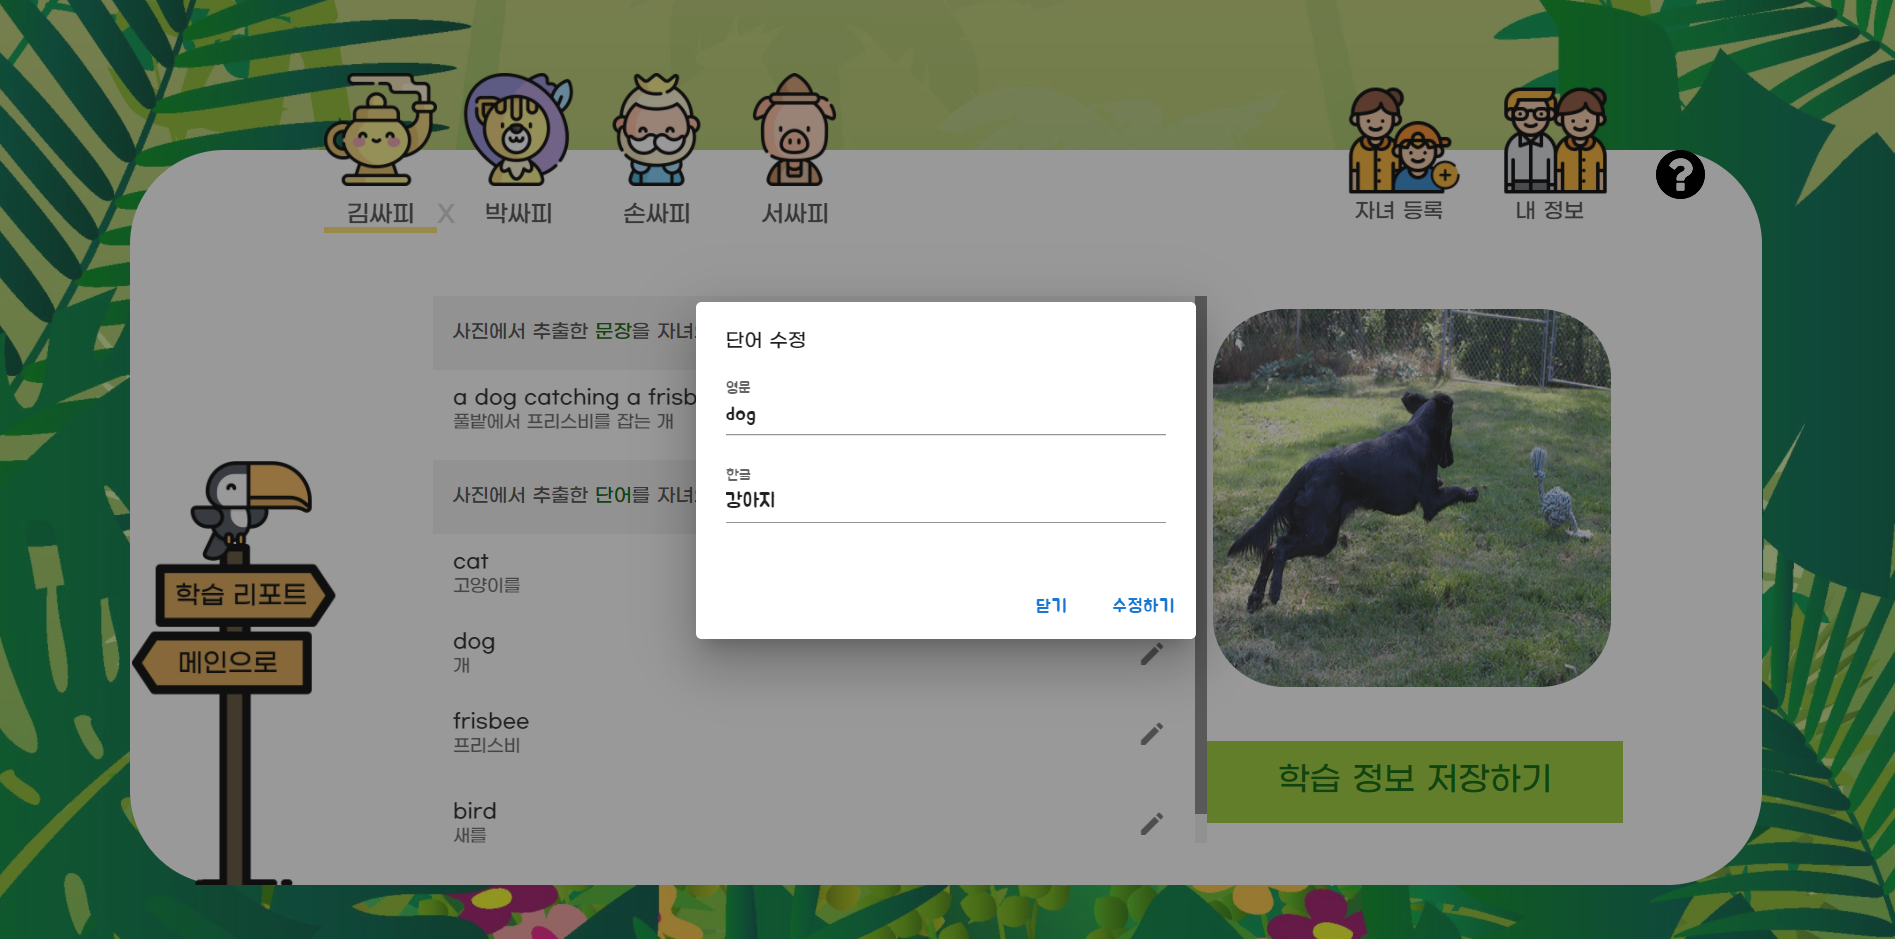 김싸피 X 박싸피 손싸피 서싸피
자녀 등록 내 정보
?
사진에서 추출한 문장을 자녀
a dog catching a frisb
풀밭에서 프리스비를 잡는 개
사진에서 추출한 단어를 자녀
cat
고양이를
dog
개
frisbee
프리스비
bird
새를
단어 수정
영문
dog
한글
강아지
닫기 수정하기
학습 리포트
메인으로
학습 정보 저장하기